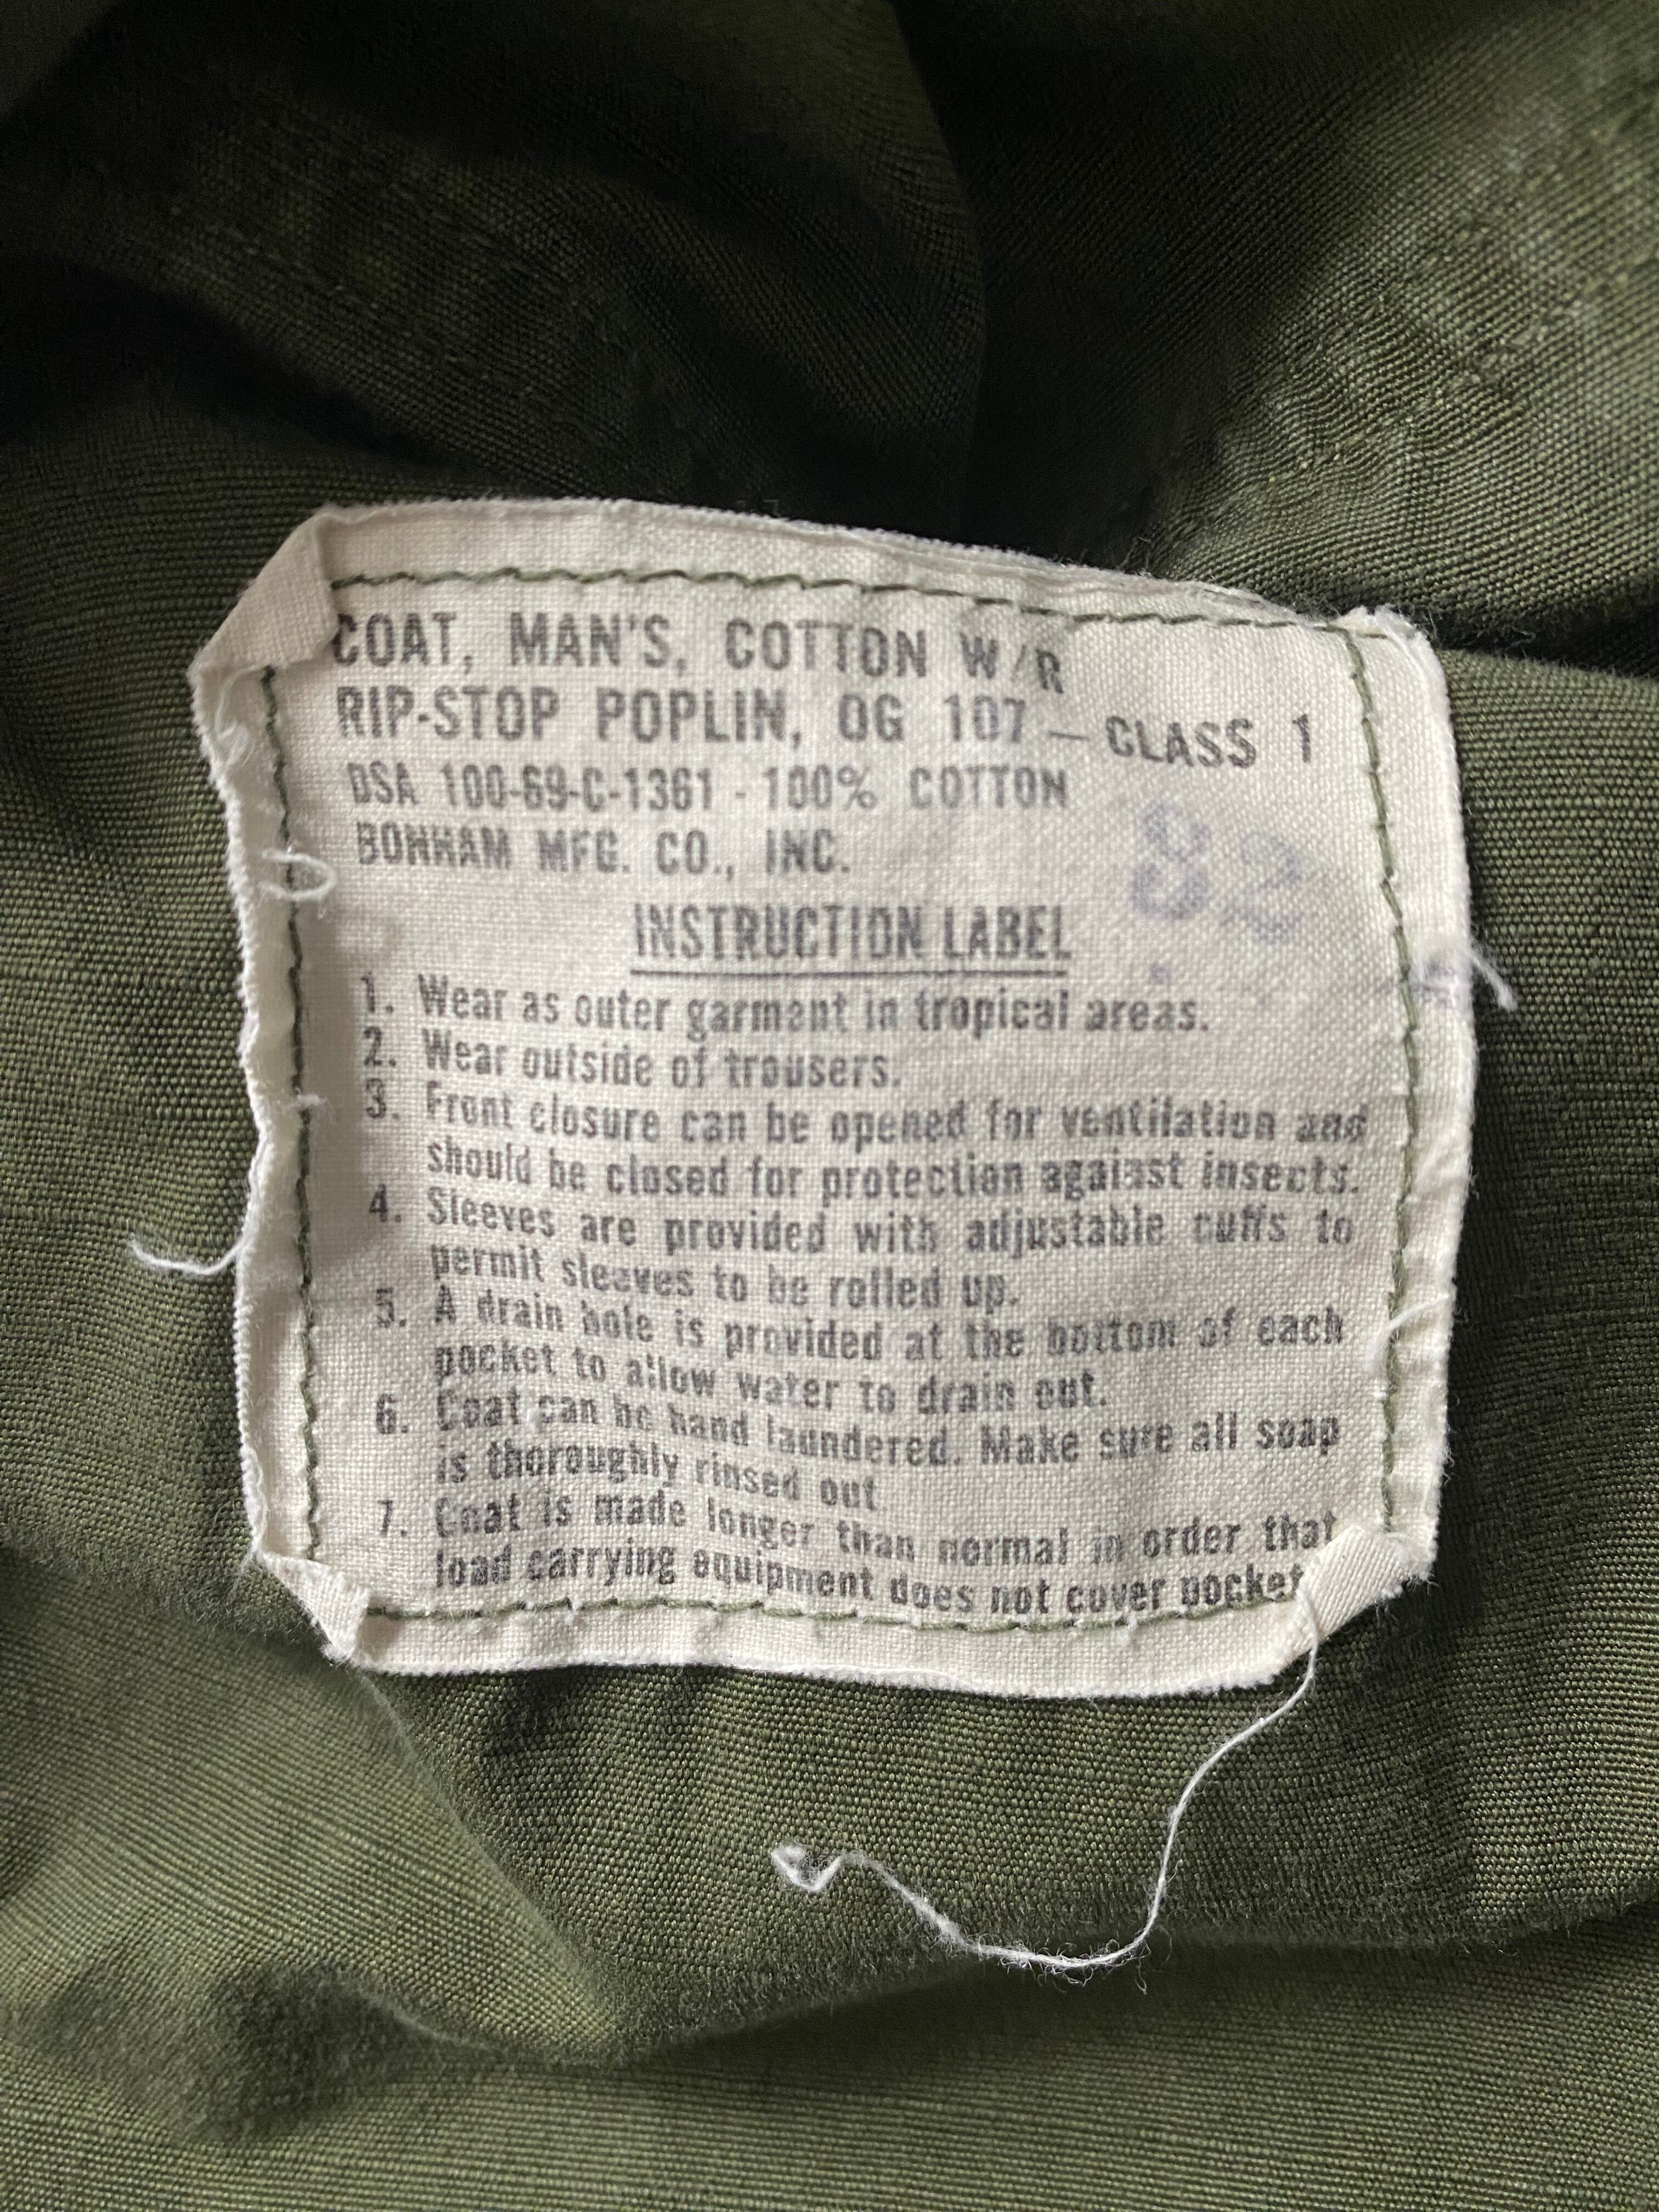 COAT, MAN'S, COTTON W/R
RIP-STOP POPLIN, OG 107 - CLASS 1
DSA 100-69-C-1361 - 100% COTTON
BONHAM MFG. CO., INC.
82
INSTRUCTION LABEL
1. Wear as outer garment in tropical areas.
2. Wear outside of trousers.
3. Front closure can be opened for ventilation and
should be closed for protection against insects.
4. Sleeves are provided with adjustable cuffs to
permit sleeves to be rolled up.
5. A drain hole is provided at the bottom of each
pocket to allow water to drain out.
6. Coat can be hand laundered. Make sure all soap
is thoroughly rinsed out.
7. Coat is made longer than normal in order that
load carrying equipment does not cover pocket